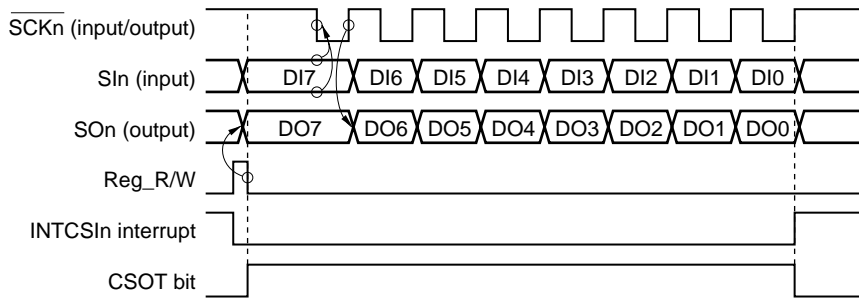 SCKn (input/output)
SIn (input) DI7 DI6 DI5 DI4 DI3 DI2 DI1 DI0
SOn (output) DO7 DO6 DO5 DO4 DO3 DO2 DO1 DO0
Reg_R/W
INTCSIn interrupt
CSOT bit